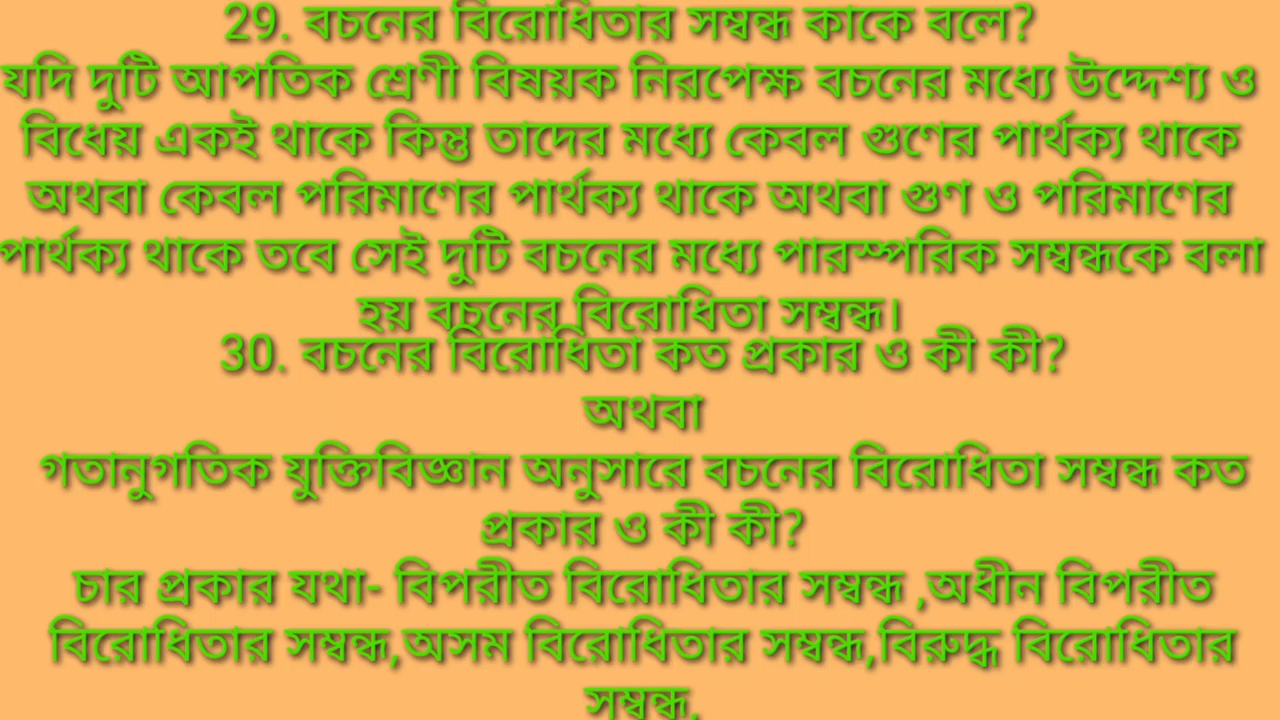 29. বচনের বিরোধিতার সম্বন্ধ কাকে বলে?
যদি দুটি আপতিক শ্রেণী বিষয়ক নিরপেক্ষ বচনের মধ্যে উদ্দেশ্য ও
বিধেয় একই থাকে কিন্তু তাদের মধ্যে কেবল গুণের পার্থক্য থাকে
অথবা কেবল পরিমাণের পার্থক্য থাকে অথবা গুণ ও পরিমাণের
পার্থক্য থাকে তবে সেই দুটি বচনের মধ্যে পারস্পরিক সম্বন্ধকে বলা
হয় বচনের বিরোধিতা সম্বন্ধ।
30. বচনের বিরোধিতা কত প্রকার ও কী কী?
অথবা
গতানুগতিক যুক্তিবিজ্ঞান অনুসারে বচনের বিরোধিতা সম্বন্ধ কত
প্রকার ও কী কী?
চার প্রকার যথা- বিপরীত বিরোধিতার সম্বন্ধ ,অধীন বিপরীত
বিরোধিতার সম্বন্ধ,অসম বিরোধিতার সম্বন্ধ,বিরুদ্ধ বিরোধিতার
সম্বন্ধ.